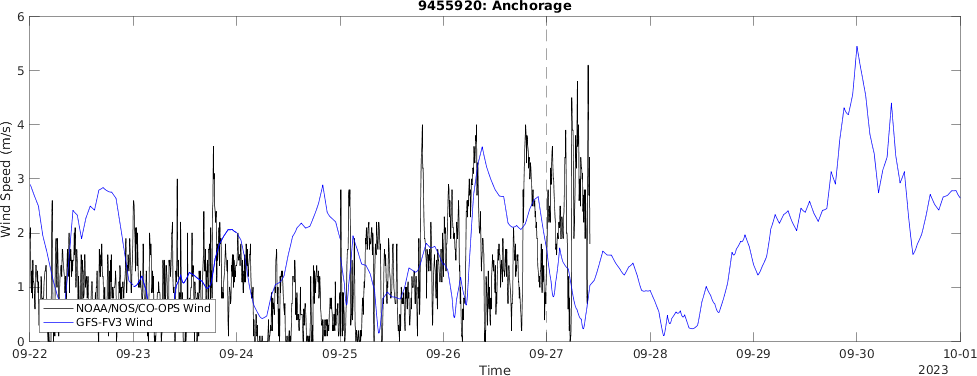 9455920: Anchorage
6
5
4
3
2
1
0
Wind Speed (m/s)
NOAA/NOS/CO-OPS Wind
GFS-FV3 Wind
09-22 09-23 09-24 09-25 09-26 09-27 09-28 09-29 09-30 10-01
Time
2023